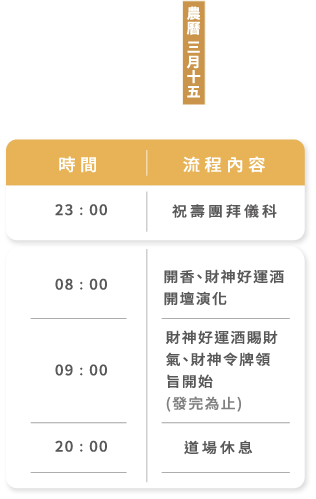 農曆 三月十五
時間 流程內容
23：00 祝壽團拜儀科
08：00 開香、財神好運酒
開壇演化
09：00 財神好運酒賜財
氣、財神令牌領
旨開始
(發完為止)
20：00 道場休息